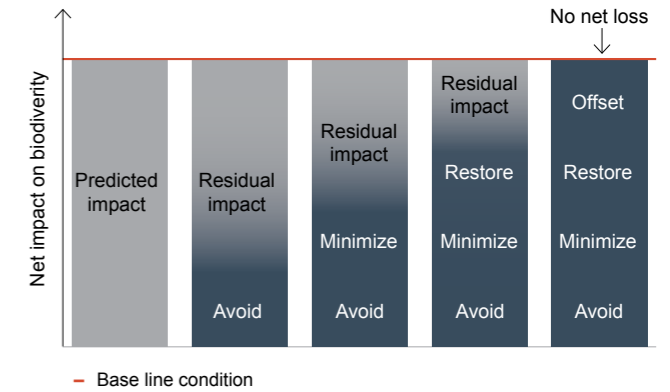 No net loss
Net impact on biodiverity
Predicted
impact
Residual
impact
Avoid
Residual
impact
Minimize
Avoid
Residual
impact
Restore
Minimize
Avoid
Offset
Restore
Minimize
Avoid
Base line condition